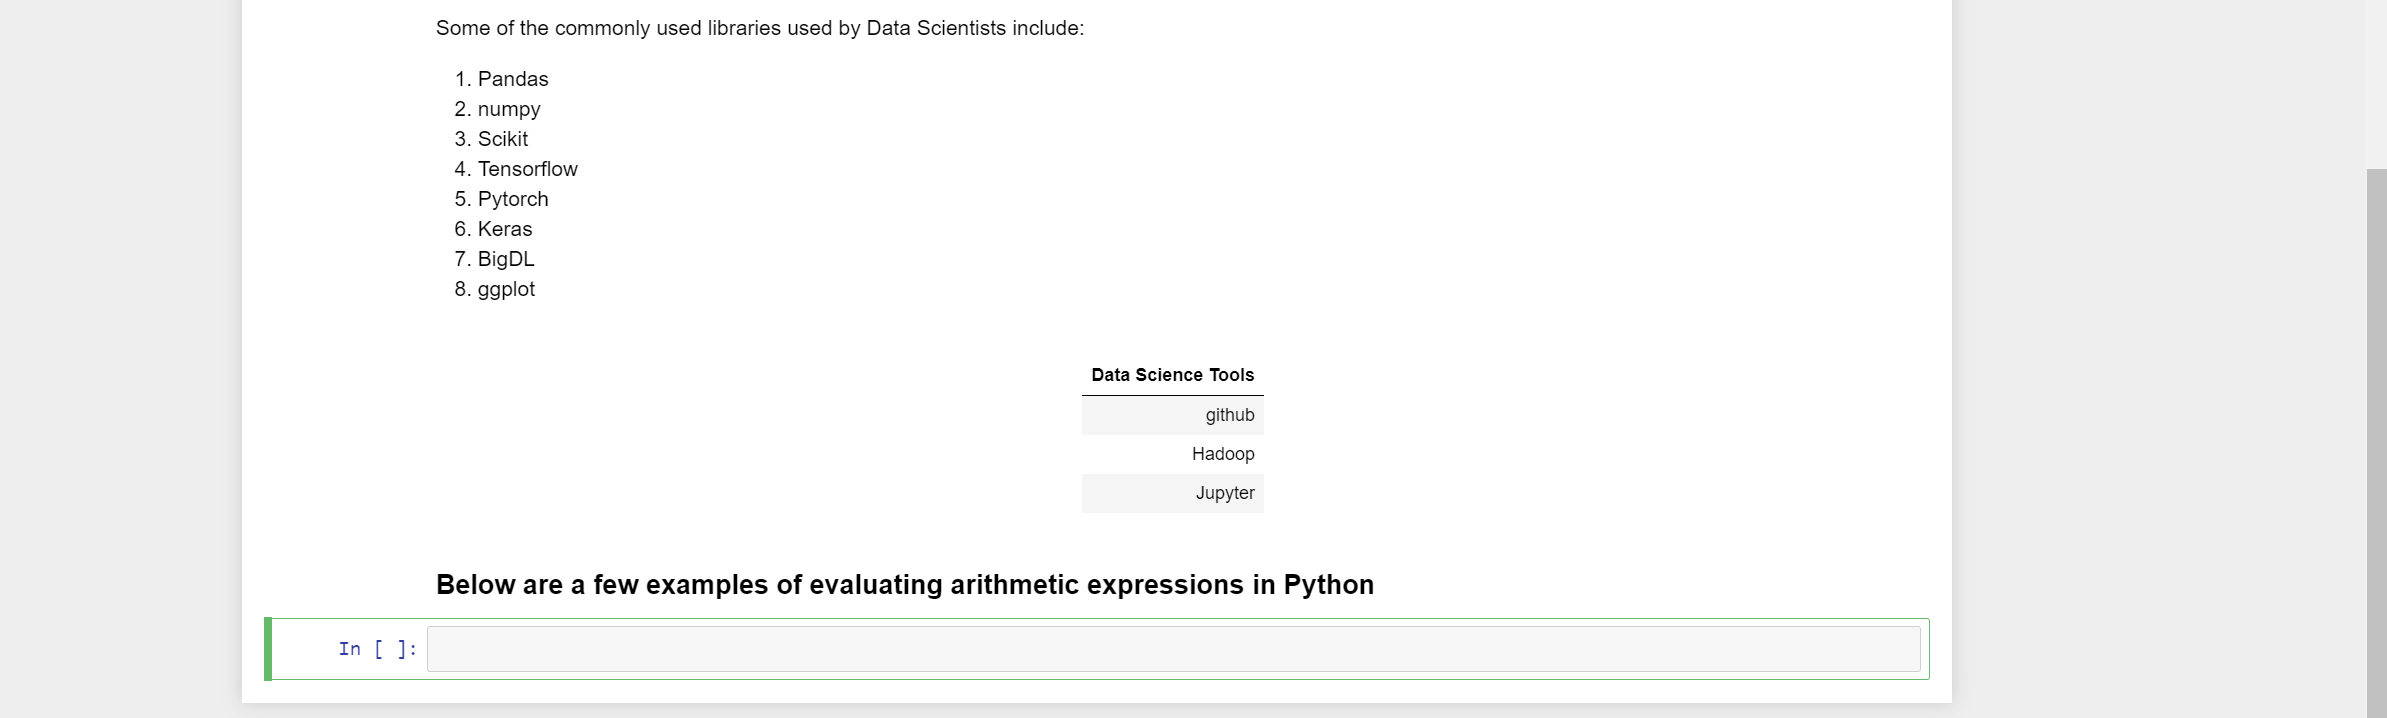 Some of the commonly used libraries used by Data Scientists include:
1. Pandas
2. numpy
3. Scikit
4. Tensorflow
5. Pytorch
6. Keras
7. BigDL
8. ggplot
Data Science Tools
github
Hadoop
Jupyter
Below are a few examples of evaluating arithmetic expressions in Python
In [ ]: